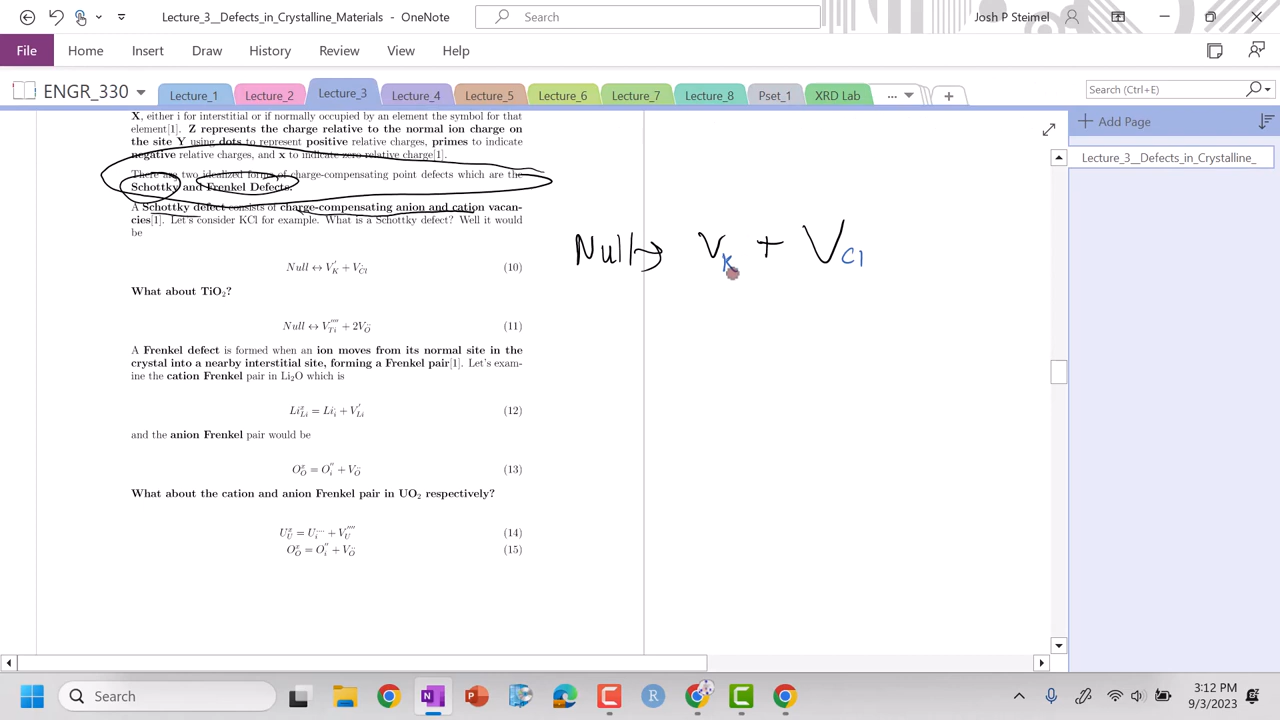 Lecture_3__Defects_in_Crystalline_Materials - OneNote
Search
Josh P Steimel
File Home Insert Draw History Review View Help
ENGR_330
Lecture_1 Lecture_2 Lecture_3 Lecture_4 Lecture_5 Lecture_6 Lecture_7 Lecture_8 Pset_1 XRD Lab ... +
Search (Ctrl+E)
Add Page
Lecture_3__Defects_in_Crystalline_
X, either i for interstitial or if normally occupied by an element the symbol for that
element[1]. Z represents the charge relative to the normal ion charge on
the site Y using dots to represent positive relative charges, primes to indicate
negative relative charges, and x to indicate zero relative charge[1].
There are two idealized forms of charge-compensating point defects which are the
Schottky and Frenkel Defects.
A Schottky defect consists of charge-compensating anion and cation vacan-
cies[1]. Let's consider KCl for example. What is a Schottky defect? Well it would
be
Null ↔ V'K + V˙Cl (10)
Null → VK + VCl
What about TiO2?
Null ↔ V''''Ti + 2V¨O (11)
A Frenkel defect is formed when an ion moves from its normal site in the
crystal into a nearby interstitial site, forming a Frenkel pair[1]. Let's exam-
ine the cation Frenkel pair in Li2O which is
LixLi = Li˙i + V'Li (12)
and the anion Frenkel pair would be
OxO = O''i + V¨O (13)
What about the cation and anion Frenkel pair in UO2 respectively?
UxU = U····i + V''''U (14)
OxO = O''i + V¨O (15)
Search
3:12 PM
9/3/2023